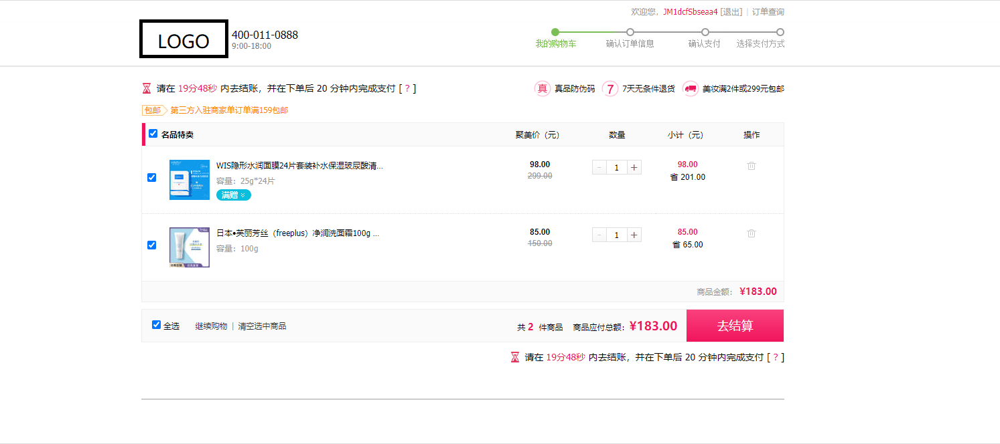 欢迎您，JM1dcfSbseaa4 [退出] | 订单查询
LOGO
400-011-0888
9:00-18:00
我的购物车 确认订单信息 确认支付 选择支付方式
请在 19分48秒 内去结账，并在下单后 20 分钟内完成支付 [ ? ]
真 真品防伪码 7 7天无条件退货 美妆满2件或299元包邮
包邮 第三方入驻商家单订单满159包邮
名品特卖 聚美价（元） 数量 小计（元） 操作
WIS隐形水润面膜24片套装补水保湿玻尿酸清... 98.00 - 1 + 98.00
299.00 省 201.00
容量：25g*24片
满赠
日本•芙丽芳丝（freeplus）净润洗面霜100g ... 85.00 - 1 + 85.00
150.00 省 65.00
容量：100g
商品金额： ¥183.00
全选 继续购物 | 清空选中商品 共 2 件商品 商品应付总额： ¥183.00 去结算
请在 19分48秒 内去结账，并在下单后 20 分钟内完成支付 [ ? ]